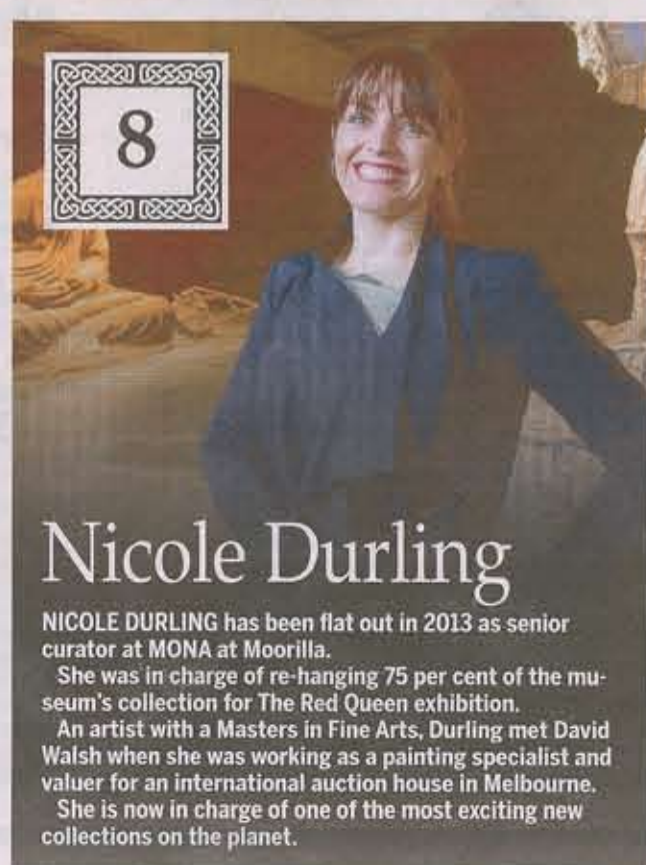 8
Nicole Durling
NICOLE DURLING has been flat out in 2013 as senior
curator at MONA at Moorilla.
She was in charge of re-hanging 75 per cent of the mu-
seum's collection for The Red Queen exhibition.
An artist with a Masters in Fine Arts, Durling met David
Walsh when she was working as a painting specialist and
valuer for an international auction house in Melbourne.
She is now in charge of one of the most exciting new
collections on the planet.